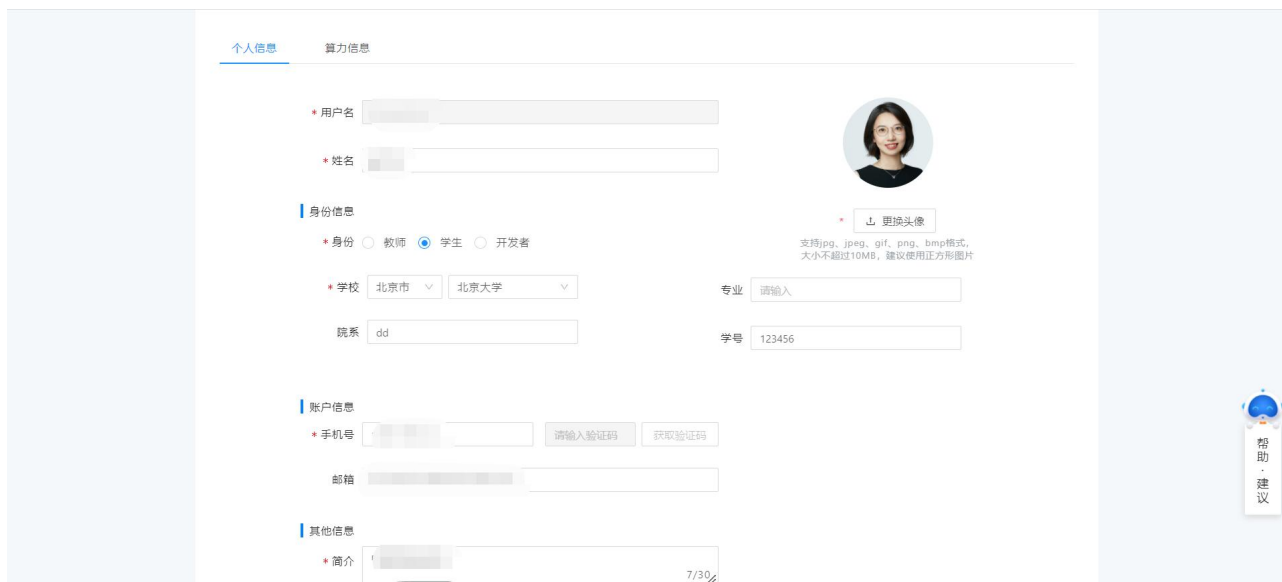 个人信息 算力信息
* 用户名
* 姓名
身份信息
* 更换头像
支持jpg、jpeg、gif、png、bmp格式，
大小不超过10MB，建议使用正方形图片
* 身份 教师 学生 开发者
* 学校 北京市 北京大学
专业 请输入
院系 dd
学号 123456
账户信息
* 手机号 请输入验证码 获取验证码
邮箱
其他信息
* 简介
7/30
帮助·建议